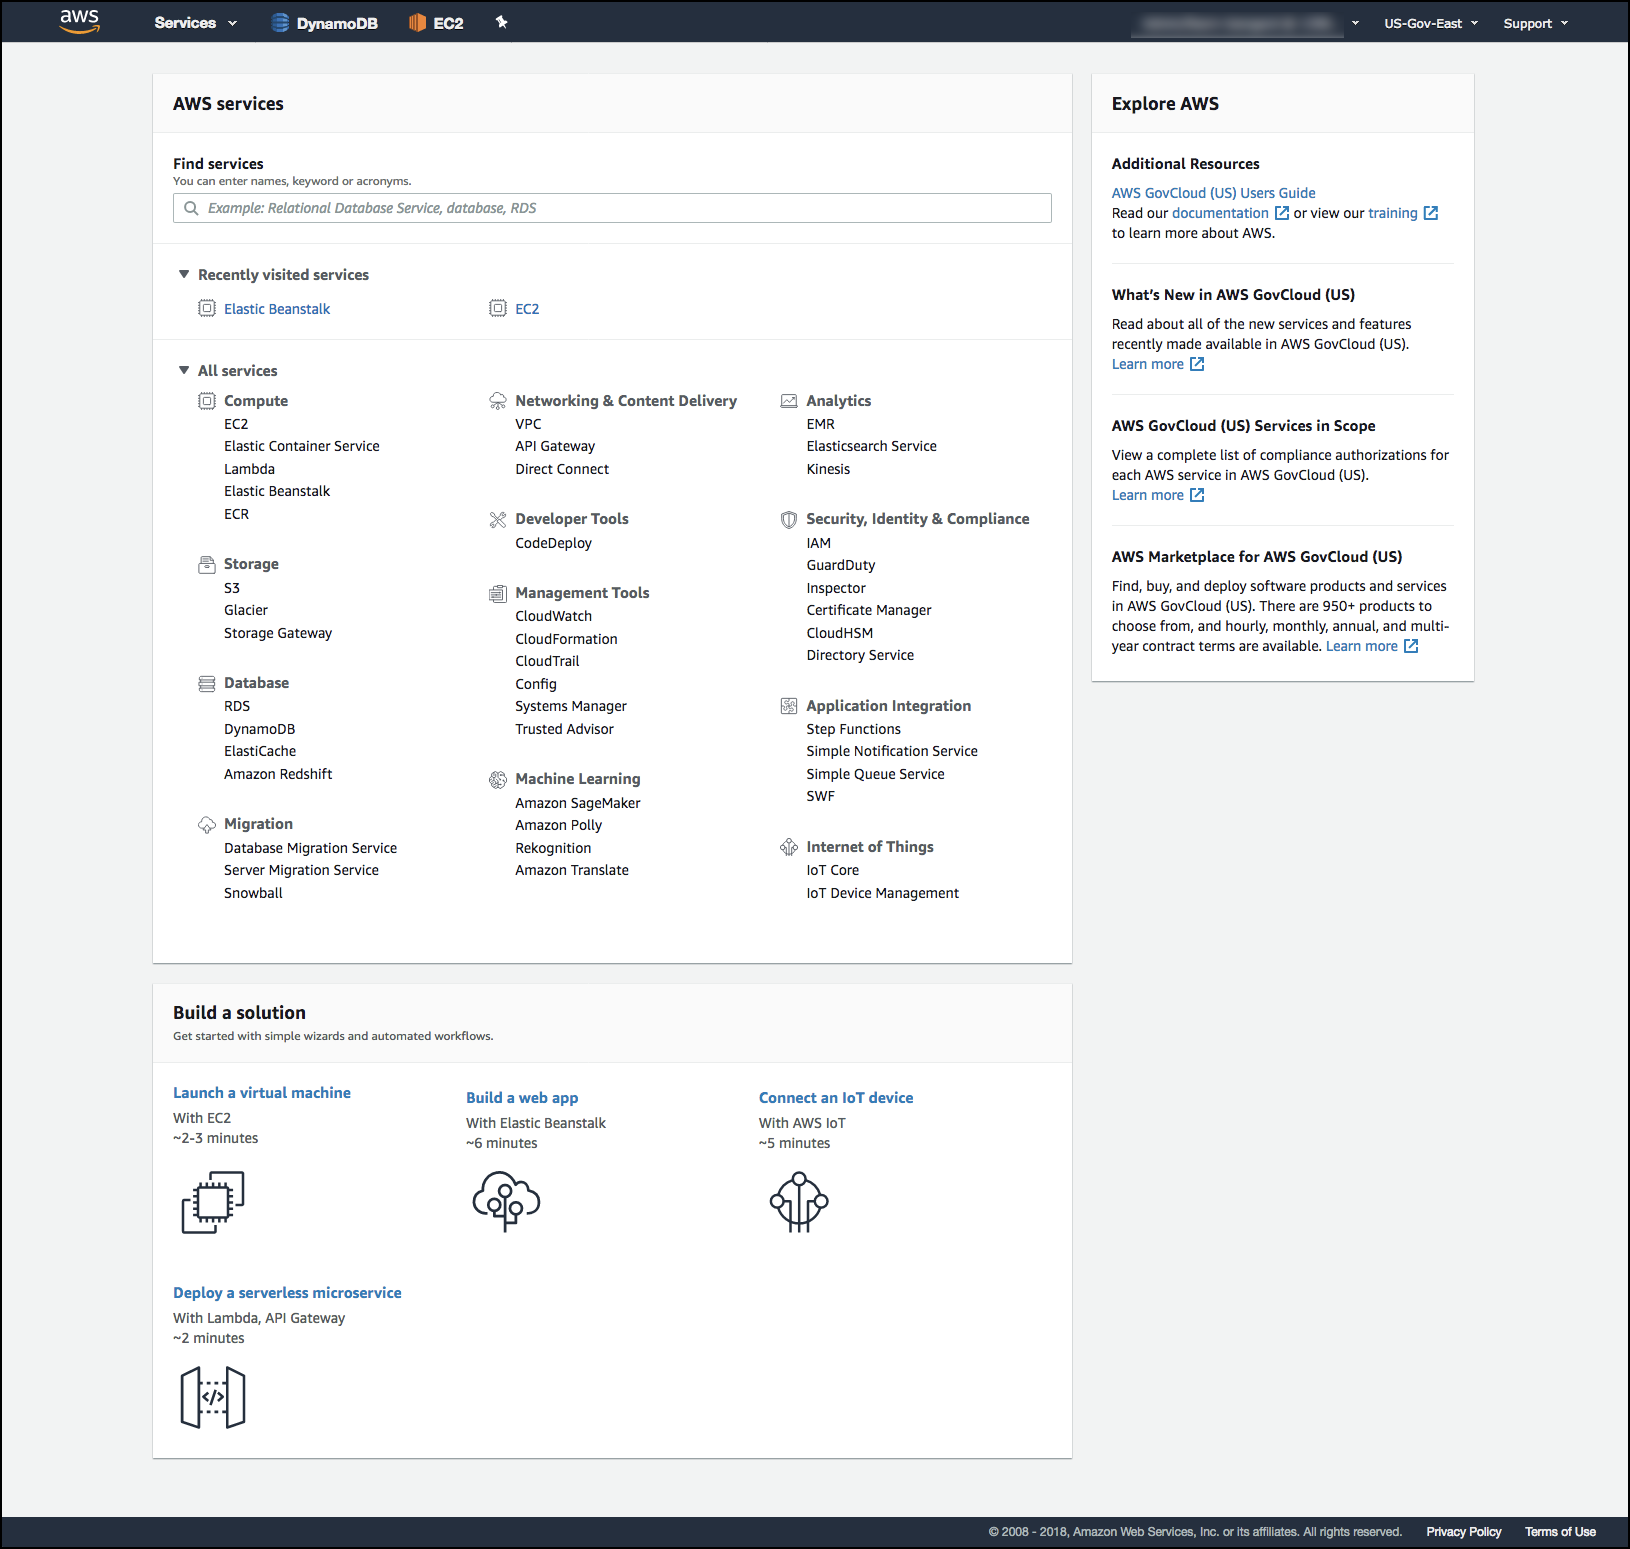 aws
Services
DynamoDB
EC2
US-Gov-East
Support
AWS services
Find services
You can enter names, keyword or acronyms.
Example: Relational Database Service, database, RDS
Recently visited services
Elastic Beanstalk
EC2
All services
Compute
EC2
Elastic Container Service
Lambda
Elastic Beanstalk
ECR
Storage
S3
Glacier
Storage Gateway
Database
RDS
DynamoDB
ElastiCache
Amazon Redshift
Migration
Database Migration Service
Server Migration Service
Snowball
Networking & Content Delivery
VPC
API Gateway
Direct Connect
Developer Tools
CodeDeploy
Management Tools
CloudWatch
CloudFormation
CloudTrail
Config
Systems Manager
Trusted Advisor
Machine Learning
Amazon SageMaker
Amazon Polly
Rekognition
Amazon Translate
Analytics
EMR
Elasticsearch Service
Kinesis
Security, Identity & Compliance
IAM
GuardDuty
Inspector
Certificate Manager
CloudHSM
Directory Service
Application Integration
Step Functions
Simple Notification Service
Simple Queue Service
SWF
Internet of Things
IoT Core
IoT Device Management
Build a solution
Get started with simple wizards and automated workflows.
Launch a virtual machine
With EC2
~2-3 minutes
Build a web app
With Elastic Beanstalk
~6 minutes
Connect an IoT device
With AWS IoT
~5 minutes
Deploy a serverless microservice
With Lambda, API Gateway
~2 minutes
</>
Explore AWS
Additional Resources
AWS GovCloud (US) Users Guide
Read our documentation or view our training
to learn more about AWS.
What's New in AWS GovCloud (US)
Read about all of the new services and features
recently made available in AWS GovCloud (US).
Learn more
AWS GovCloud (US) Services in Scope
View a complete list of compliance authorizations for
each AWS service in AWS GovCloud (US).
Learn more
AWS Marketplace for AWS GovCloud (US)
Find, buy, and deploy software products and services
in AWS GovCloud (US). There are 950+ products to
choose from, and hourly, monthly, annual, and multi-
year contract terms are available. Learn more
© 2008 - 2018, Amazon Web Services, Inc. or its affiliates. All rights reserved.
Privacy Policy
Terms of Use